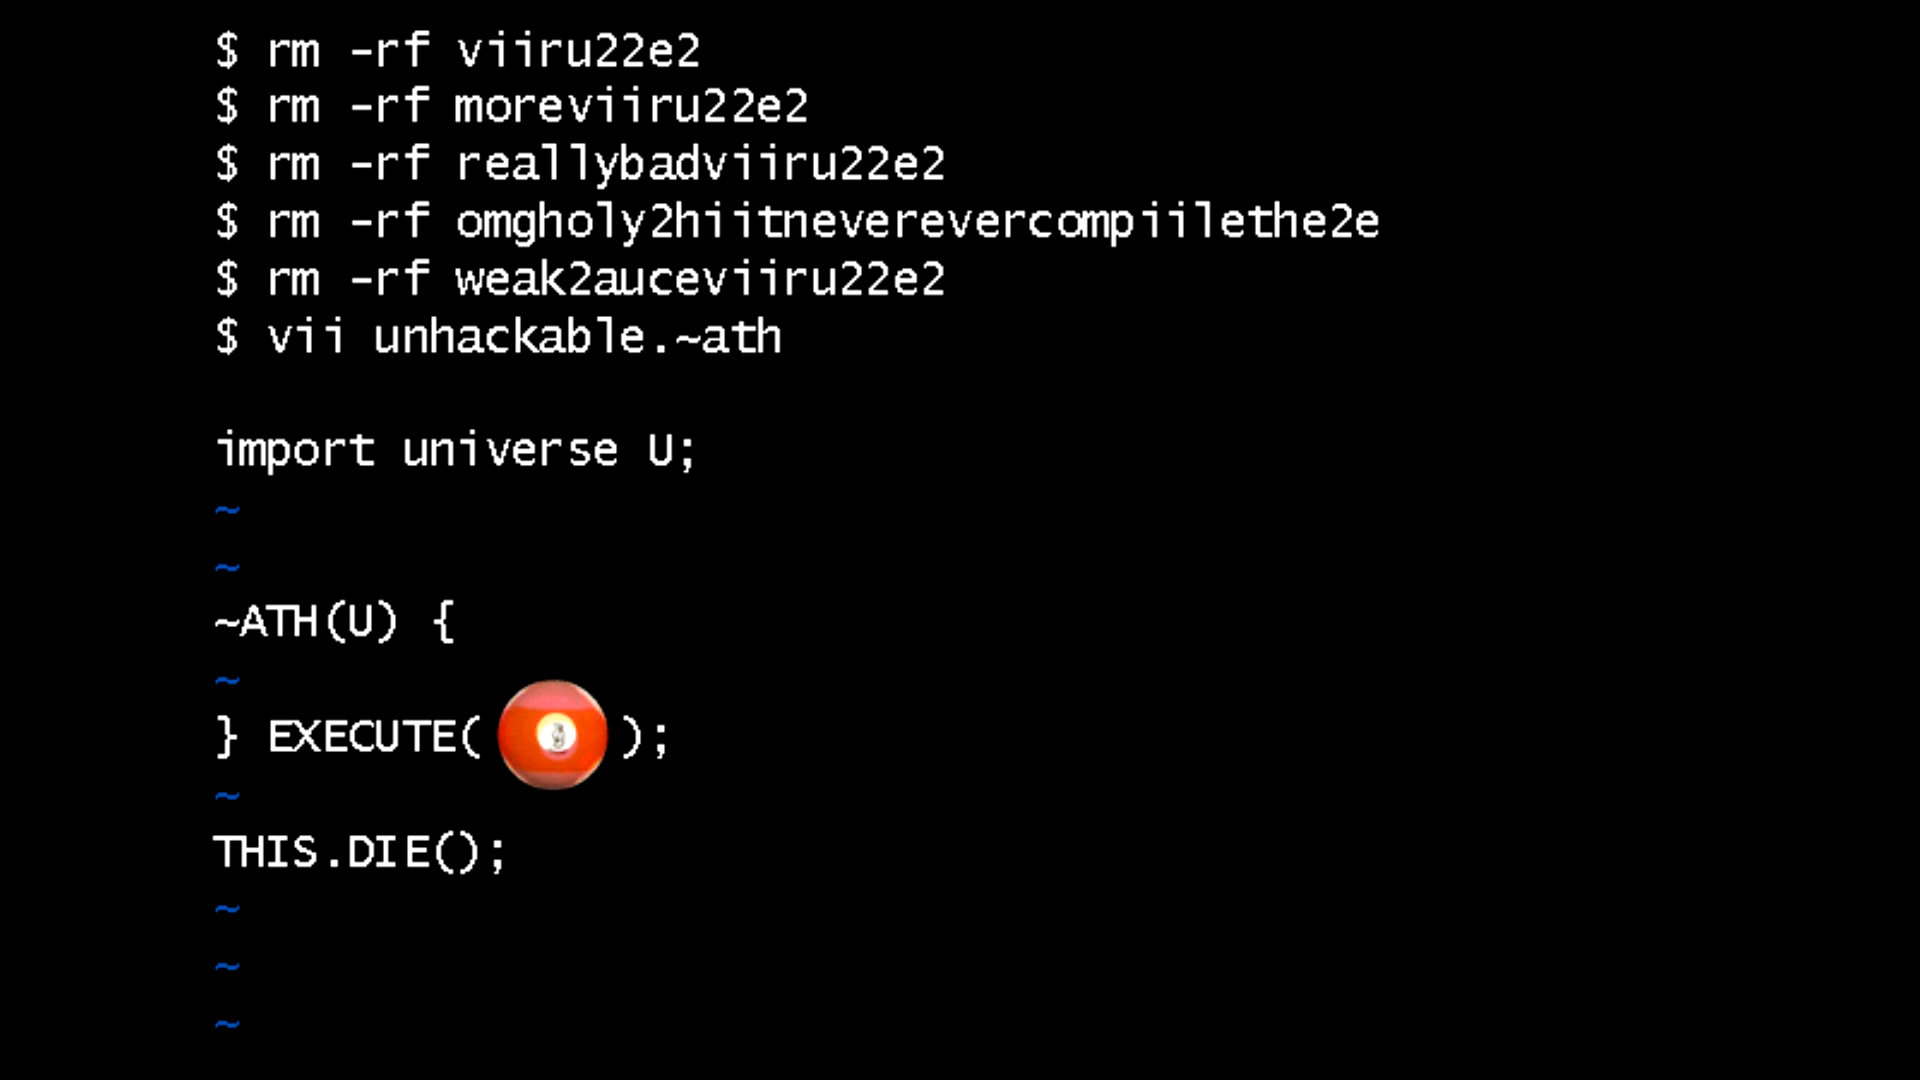 $ rm -rf viiru22e2
$ rm -rf moreviiru22e2
$ rm -rf reallybadviiru22e2
$ rm -rf omgholy2hiitneverevercompiilethe2e
$ rm -rf weak2auceviiru22e2
$ vii unhackable.~ath
import universe U;
~
~
~ATH(U) {
~
} EXECUTE( );
~
THIS.DIE();
~
~
~